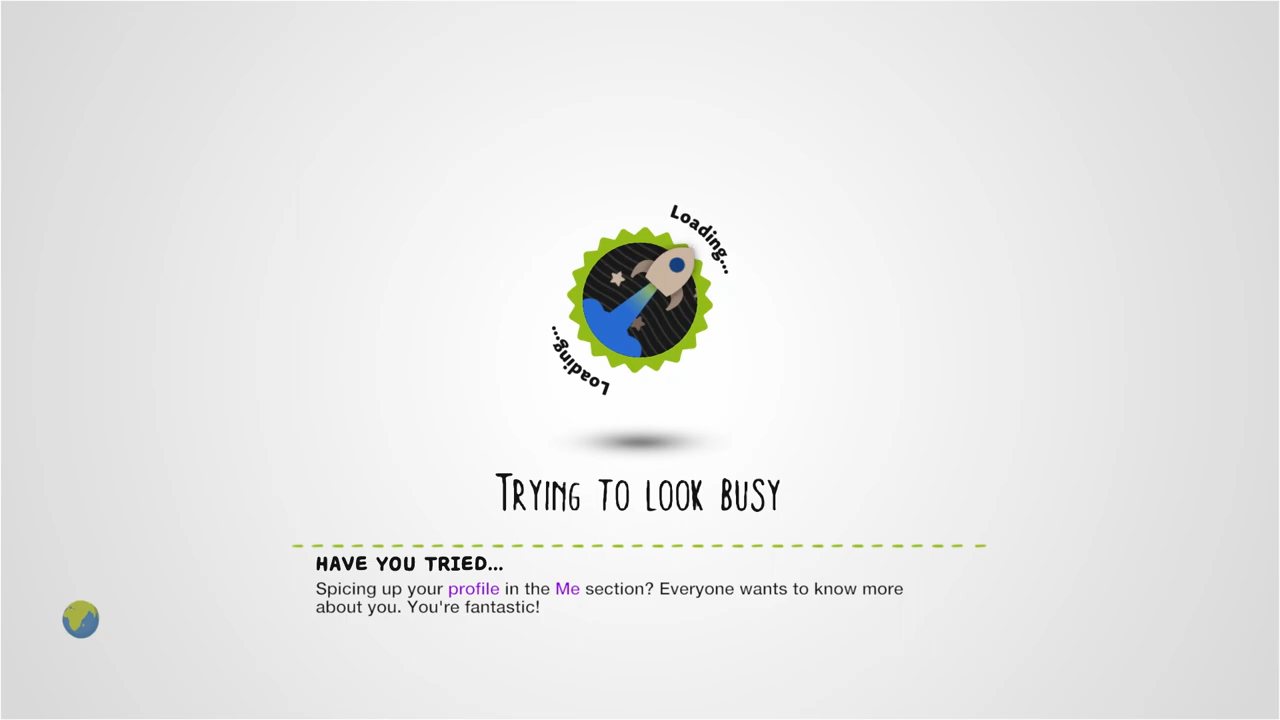 Loading...
Loading...
Trying to look busy
HAVE YOU TRIED...
Spicing up your profile in the Me section? Everyone wants to know more
about you. You're fantastic!